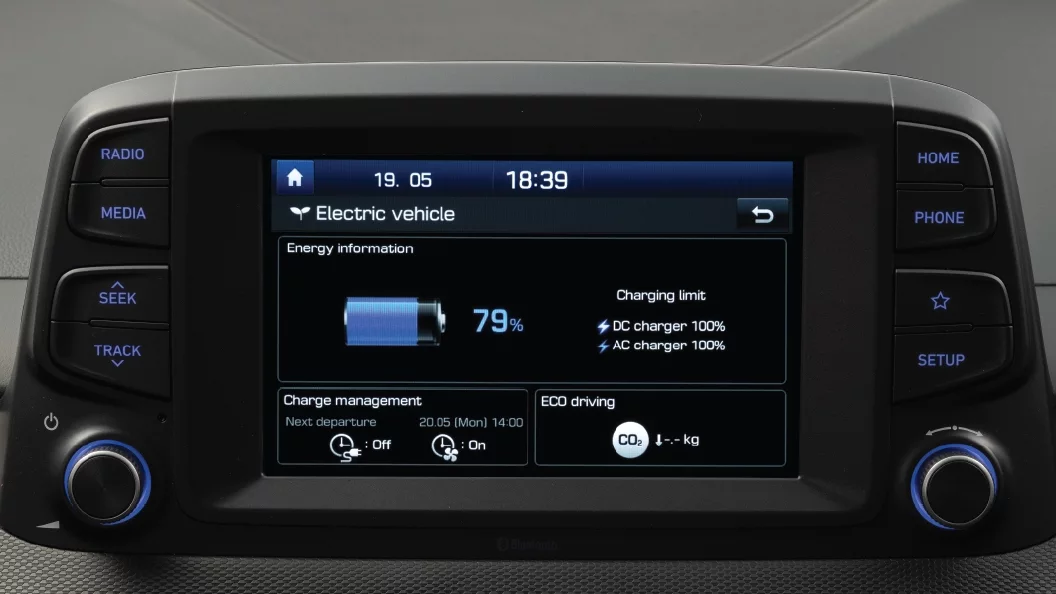 RADIO
MEDIA
SEEK
TRACK
19. 05 18:39
Electric vehicle
Energy information
79%
Charging limit
DC charger 100%
AC charger 100%
Charge management
Next departure 20.05 (Mon) 14:00
: Off : On
ECO driving
CO₂ -.- kg
HOME
PHONE
SETUP